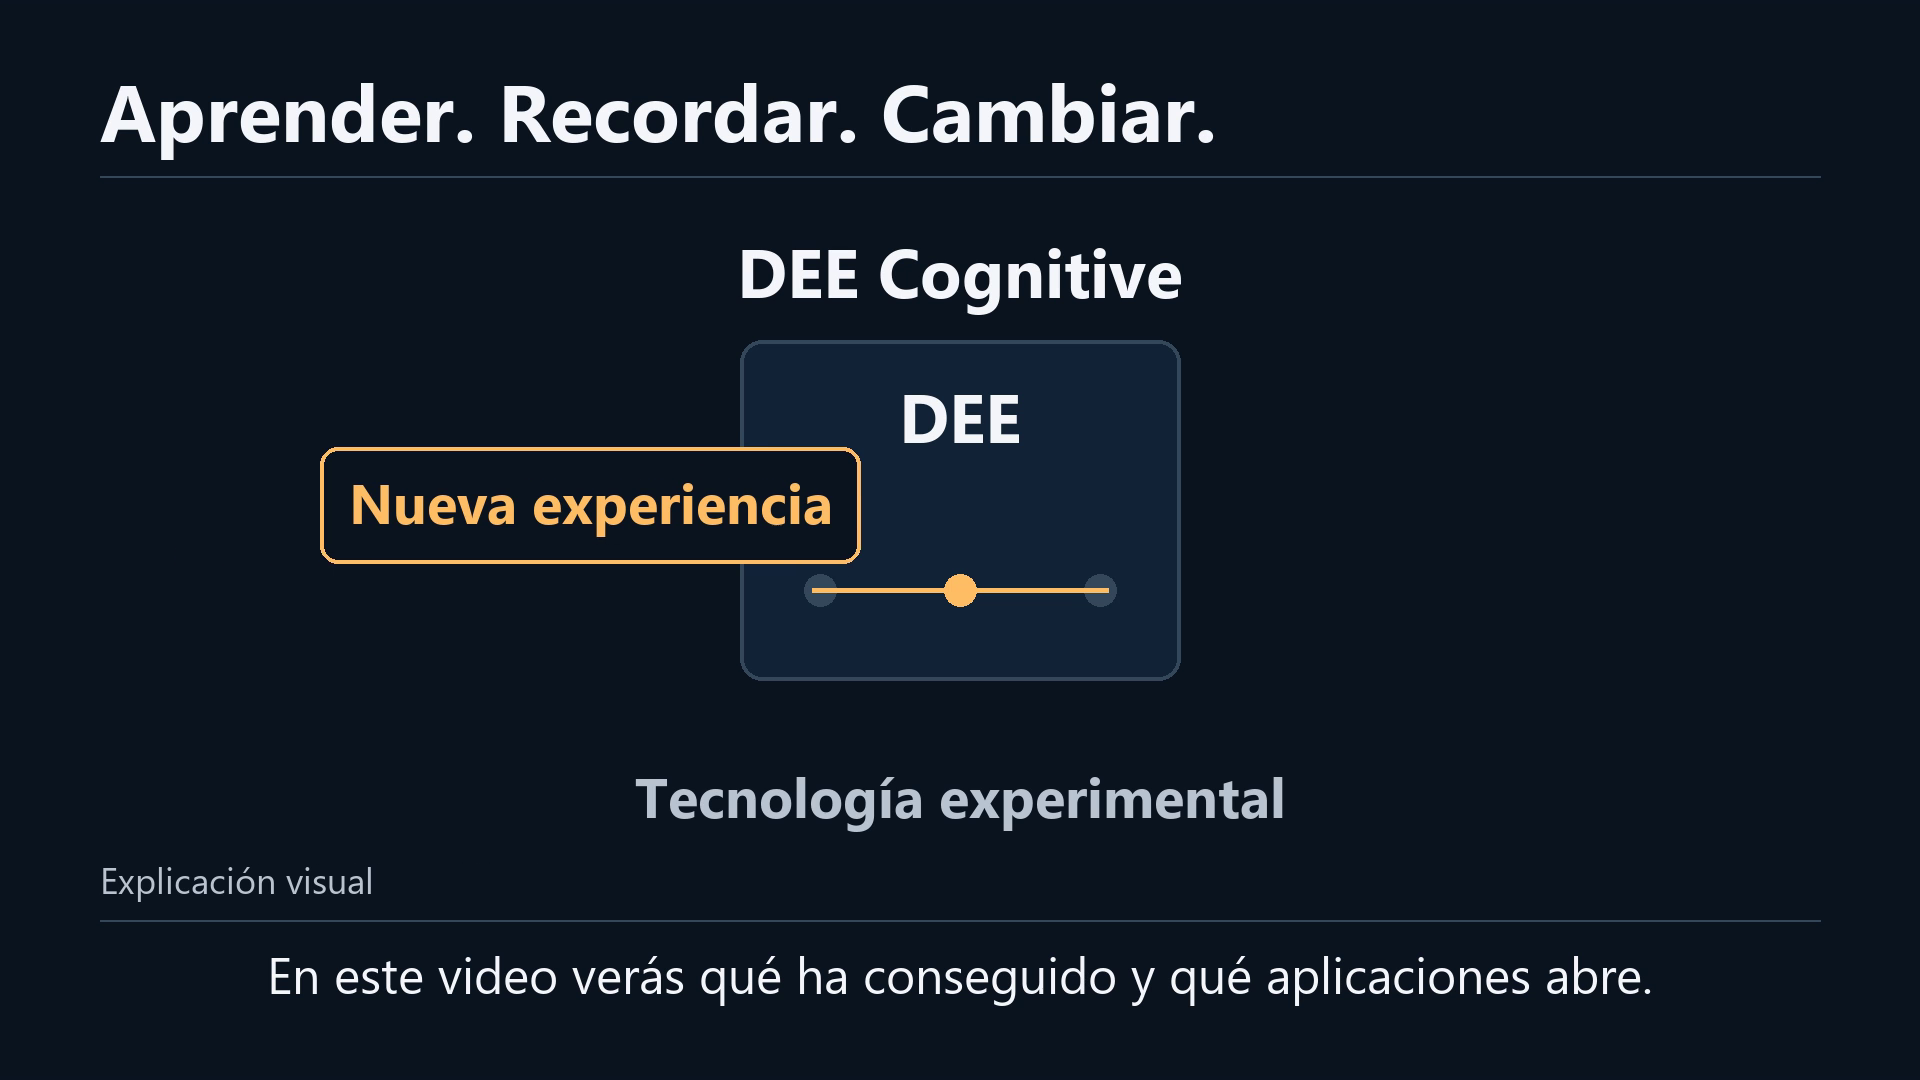 Aprender. Recordar. Cambiar.
DEE Cognitive
DEE
Nueva experiencia
Tecnología experimental
Explicación visual
En este video verás qué ha conseguido y qué aplicaciones abre.